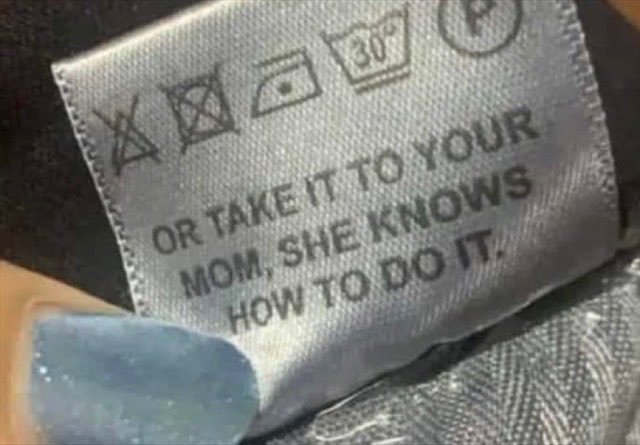 30° P
OR TAKE IT TO YOUR
MOM, SHE KNOWS
HOW TO DO IT.